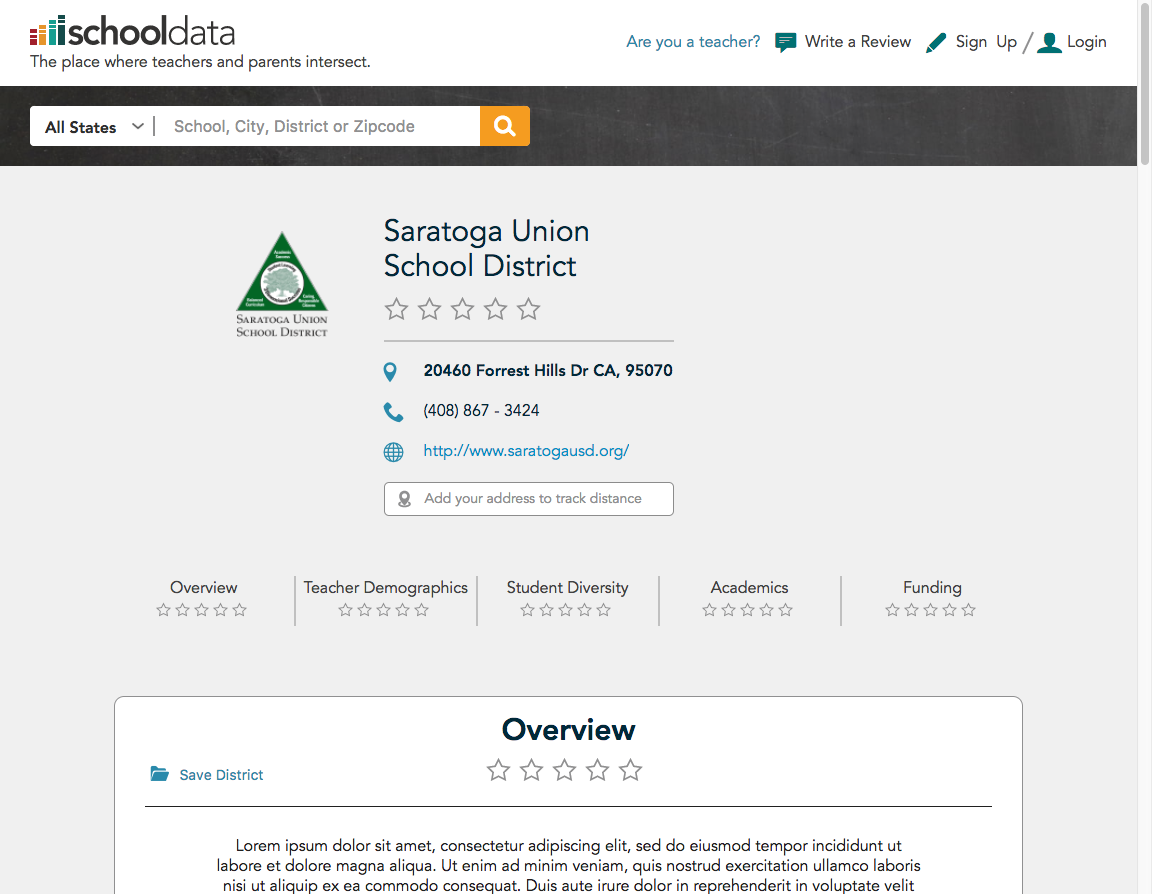 schooldata
The place where teachers and parents intersect.
Are you a teacher?
Write a Review
Sign Up / Login
All States
School, City, District or Zipcode
Academic
Success
Student Learning
SARATOGA UNION
SCHOOL DISTRICT
Saratoga Union
School District
20460 Forrest Hills Dr CA, 95070
(408) 867 - 3424
http://www.saratogausd.org/
Add your address to track distance
Overview
Teacher Demographics
Student Diversity
Academics
Funding
Overview
Save District
Lorem ipsum dolor sit amet, consectetur adipiscing elit, sed do eiusmod tempor incididunt ut
labore et dolore magna aliqua. Ut enim ad minim veniam, quis nostrud exercitation ullamco laboris
nisi ut aliquip ex ea commodo consequat. Duis aute irure dolor in reprehenderit in voluptate velit